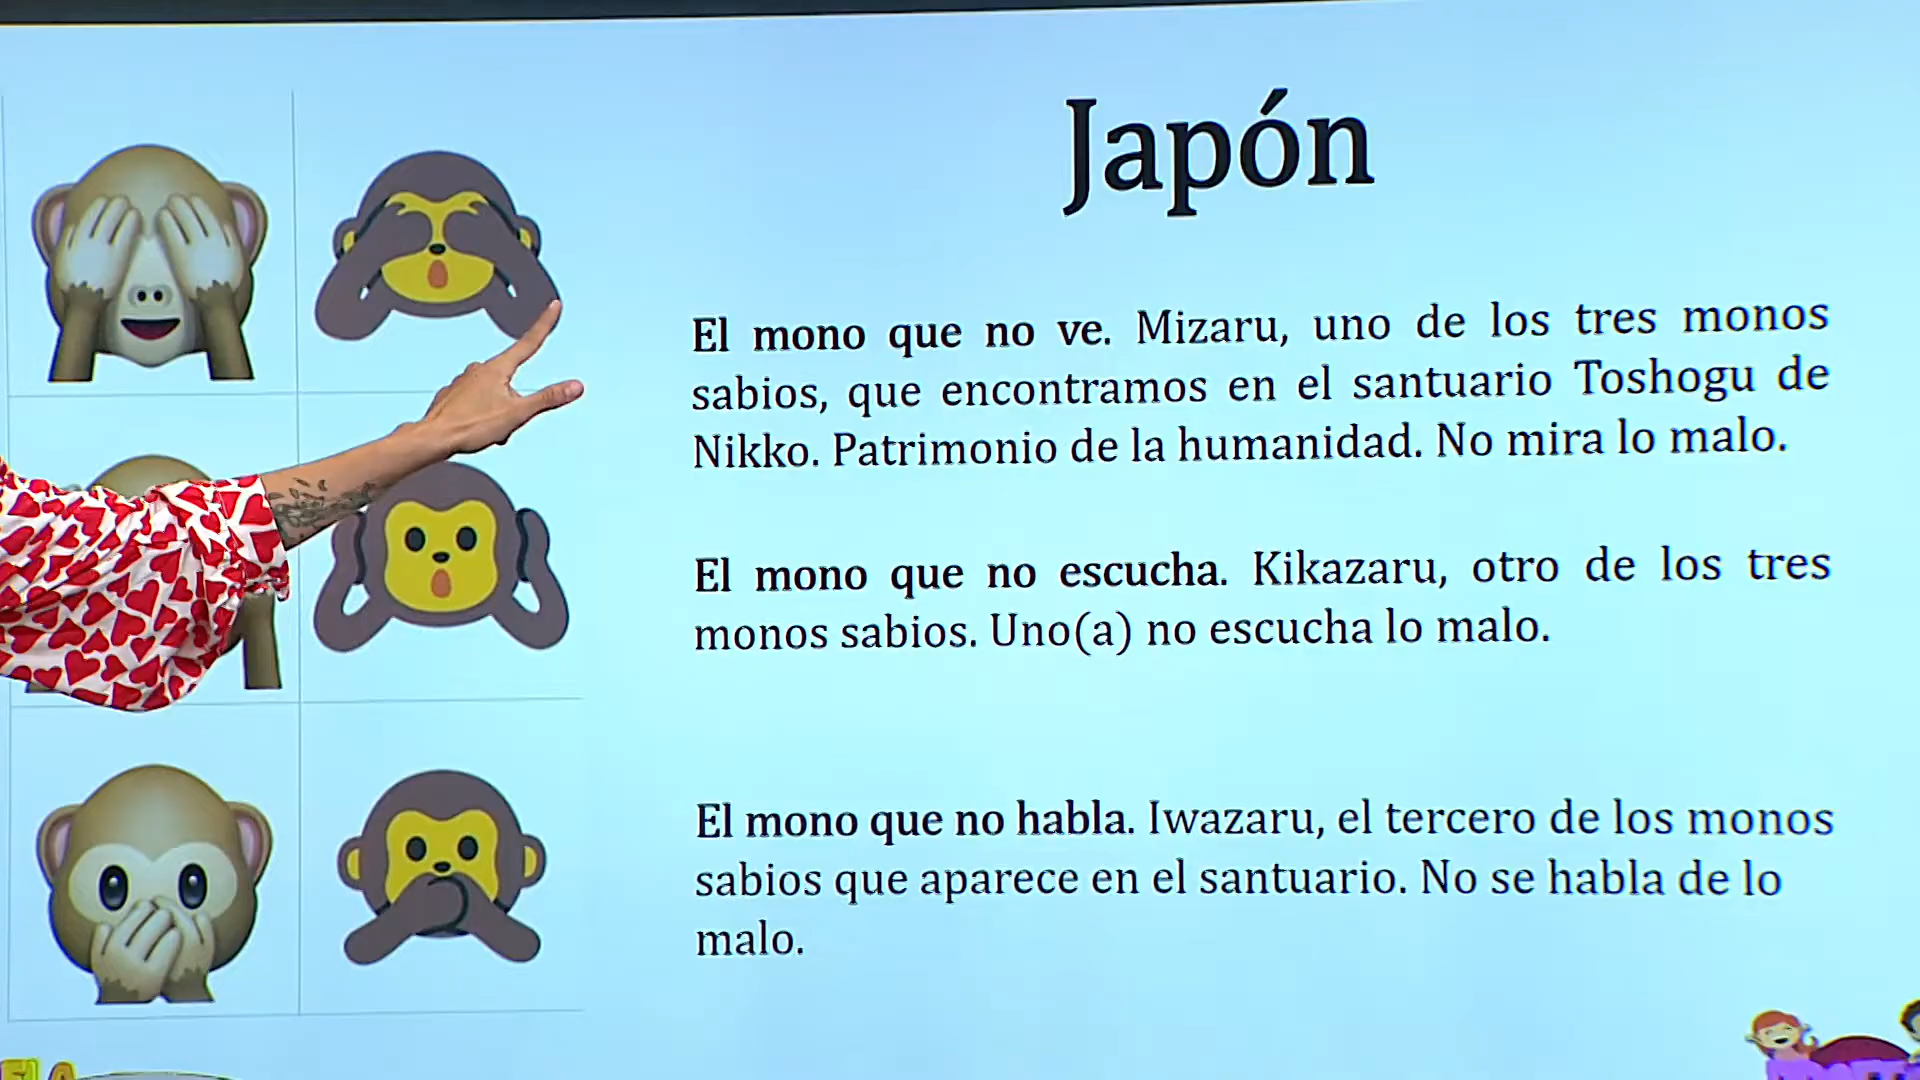 Japón
El mono que no ve. Mizaru, uno de los tres monos
sabios, que encontramos en el santuario Toshogu de
Nikko. Patrimonio de la humanidad. No mira lo malo.
El mono que no escucha. Kikazaru, otro de los tres
monos sabios. Uno(a) no escucha lo malo.
El mono que no habla. Iwazaru, el tercero de los monos
sabios que aparece en el santuario. No se habla de lo
malo.